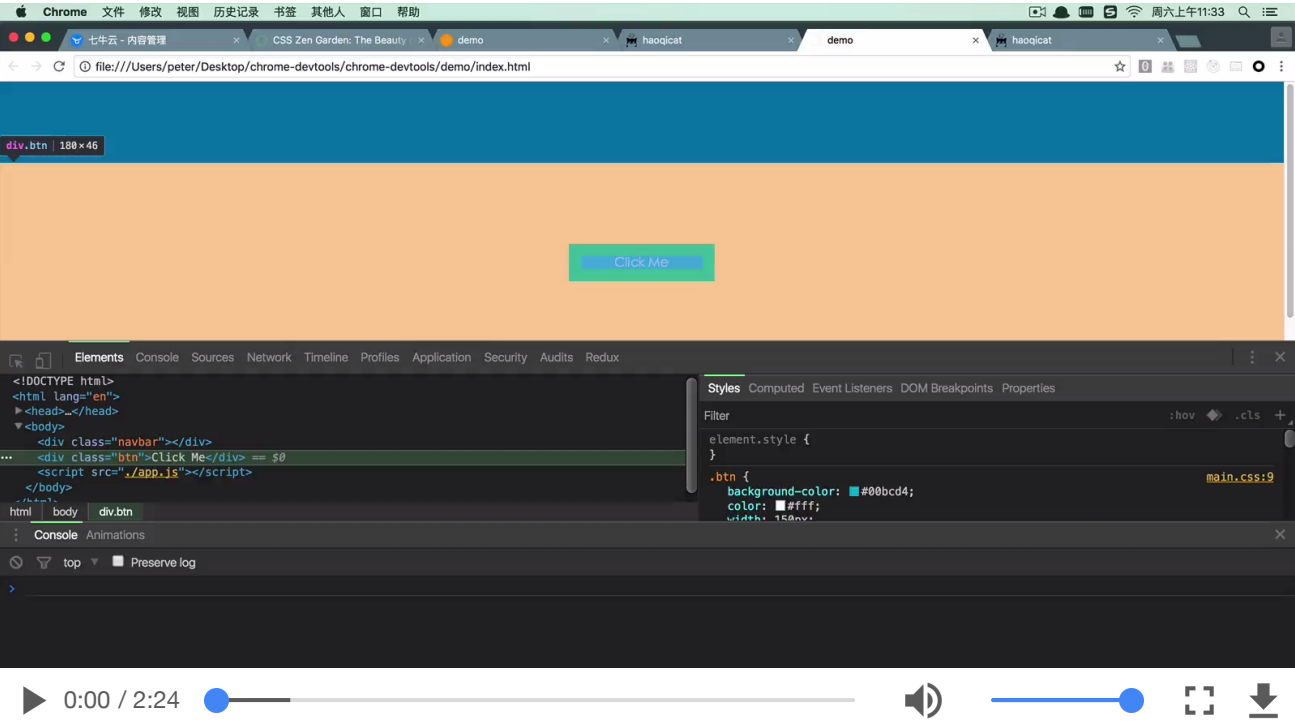 Chrome 文件 修改 视图 历史记录 书签 其他人 窗口 帮助 周六上午11:33
七牛云 - 内容管理 × CSS Zen Garden: The Beauty × demo × haoqicat × demo × haoqicat ×
file:///Users/peter/Desktop/chrome-devtools/chrome-devtools/demo/index.html
div.btn | 180×46
Click Me
Elements Console Sources Network Timeline Profiles Application Security Audits Redux
<!DOCTYPE html>
<html lang="en">
<head>…</head>
<body>
<div class="navbar"></div>
<div class="btn">Click Me</div> == $0
<script src="./app.js"></script>
</body>
</html>
html body div.btn
Styles Computed Event Listeners DOM Breakpoints Properties
Filter :hov .cls +
element.style {
}
.btn { main.css:9
background-color: #00bcd4;
color: #fff;
width: 150px;
Console Animations
top Preserve log
>
0:00 / 2:24